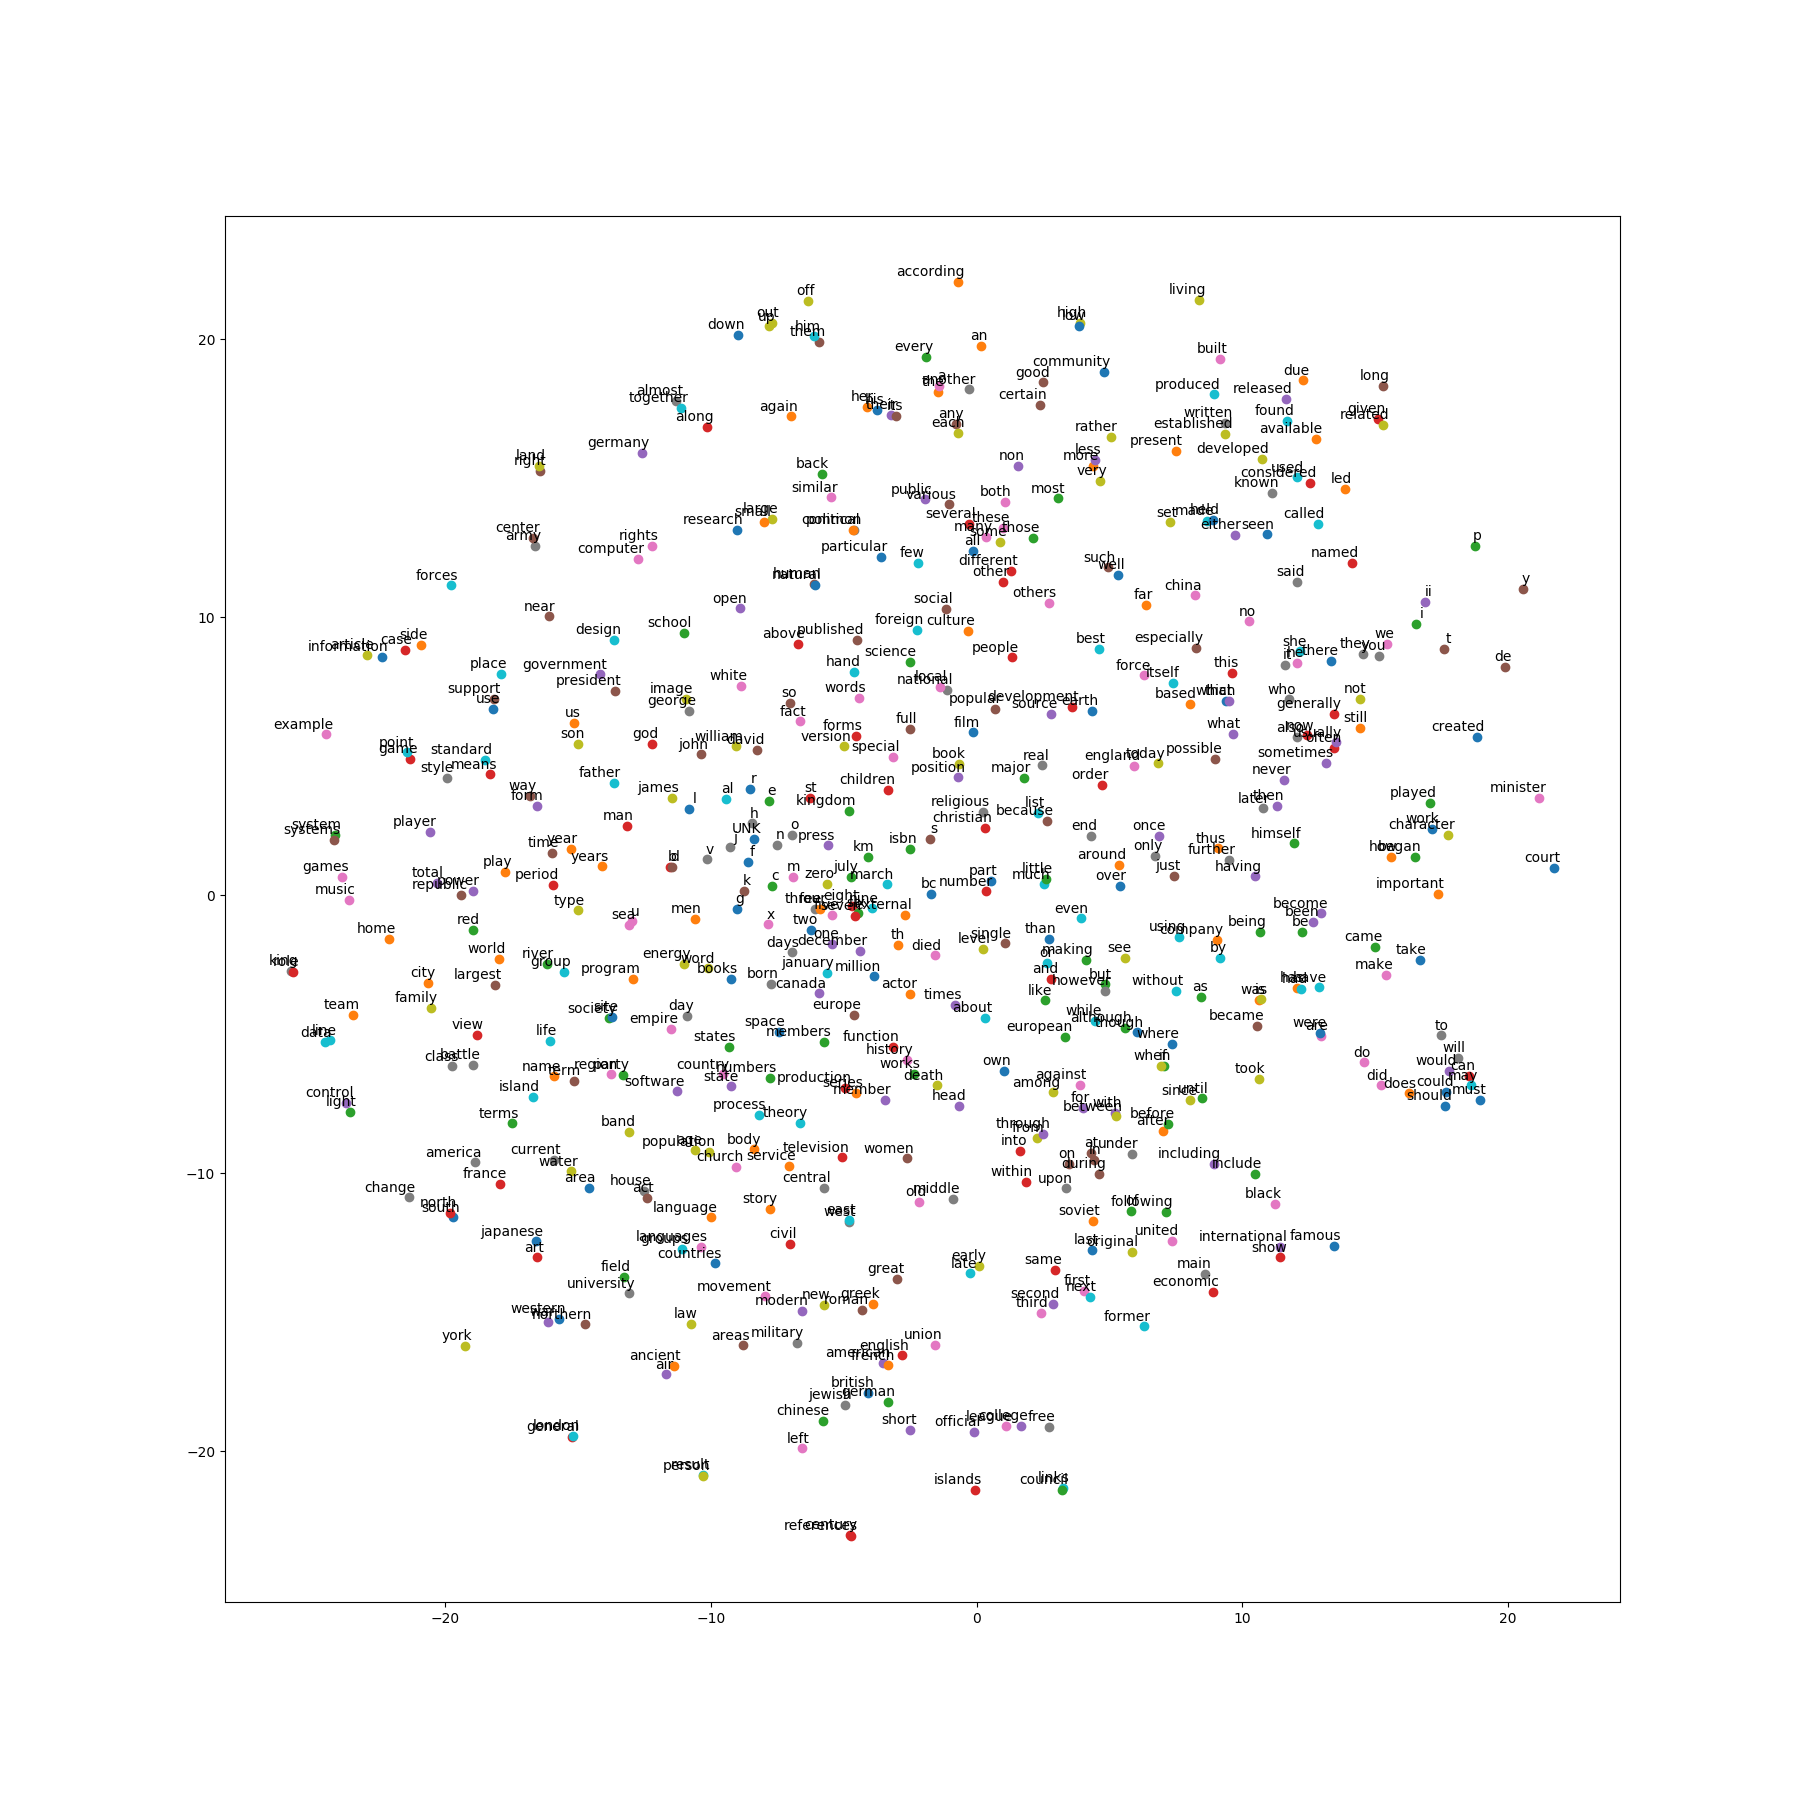 according
living
off
out
up
high
low
down
him
them
20
an
every
built
community
due
good
long
a
the
another
produced
released
almost
together
certain
her
his
their
its
given
related
again
along
any
each
written
established
found
rather
available
germany
present
less
more
very
developed
land
right
non
back
used
considered
known
led
similar
public
various
both
most
small
large
research
political
several
these
many
some
those
set
made
held
either
seen
called
center
army
rights
computer
particular
all
p
few
different
other
such
well
named
forces
human
natural
china
said
y
near
open
social
others
far
ii
10
no
i
design
school
above
published
foreign
culture
article
information
case
side
best
especially
she
he
it
there
they
you
we
t
people
science
place
government
president
hand
force
itself
this
de
white
local
national
support
use
image
george
so
words
popular
development
source
earth
based
which
that
who
generally
not
example
us
fact
full
film
what
also
now
usually
often
still
created
son
god
john
william
david
forms
version
point
game
standard
means
style
special
book
position
real
major
england
today
possible
sometimes
order
never
father
children
way
form
james
l
al
r
e
st
kingdom
religious
christian
list
because
later
then
played
minister
work
character
man
h
UNK
system
systems
player
o
n
press
s
j
isbn
end
once
only
thus
further
himself
how
began
time
year
years
v
f
km
around
court
play
period
b
d
m
c
zero
july
march
bc
part
number
little
much
over
just
having
important
games
music
total
power
republic
0
k
eight
nine
three
four
five
seven
external
type
sea
u
men
g
x
two
even
become
been
be
being
home
red
one
december
th
than
using
company
world
river
group
energy
word
days
level
single
died
or
and
making
see
by
came
take
king
role
city
largest
program
books
born
january
canada
million
actor
but
however
like
without
as
was
is
had
have
make
family
team
society
site
day
empire
europe
times
about
while
although
though
became
were
are
to
data
line
view
life
states
space
members
function
history
european
where
when
if
will
class
battle
name
term
region
party
country
state
numbers
works
own
do
would
can
control
light
island
software
production
series
member
death
head
among
against
took
did
does
could
may
must
should
process
theory
until
since
terms
band
for
between
with
before
after
population
age
body
through
from
america
current
water
church
service
television
women
into
on
at
in
under
during
−10
including
include
france
area
house
act
central
within
upon
change
north
south
language
story
east
west
old
middle
black
soviet
japanese
art
languages
groups
countries
civil
last
original
united
international
show
famous
early
late
same
field
university
great
main
economic
movement
modern
new
roman
greek
first
next
second
third
western
northern
former
york
law
areas
military
union
ancient
air
english
american
french
british
jewish
german
chinese
short
official
league
college
free
london
general
−20
left
result
person
islands
links
council
references
century
−20
−10
0
10
20